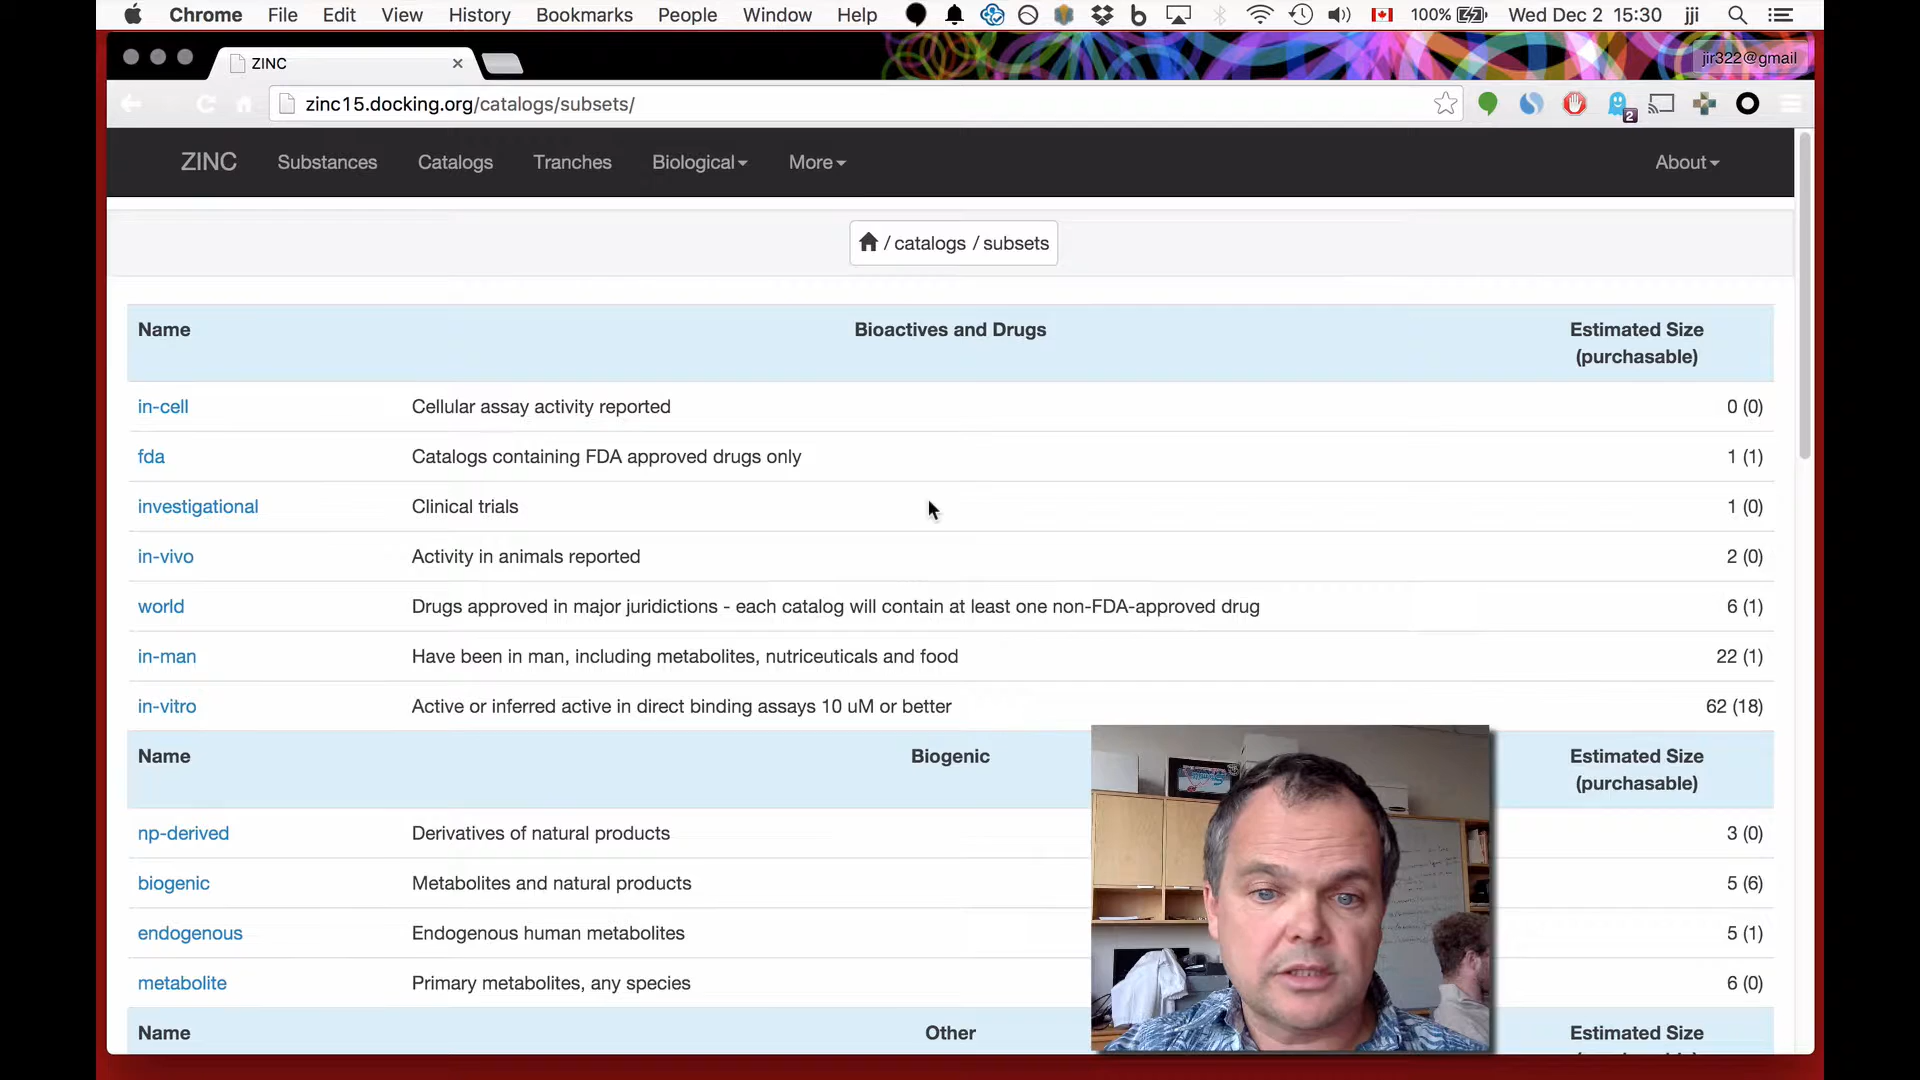 Chrome File Edit View History Bookmarks People Window Help 100% Wed Dec 2 15:30 jji
ZINC jir322@gmail
zinc15.docking.org/catalogs/subsets/ 2
ZINC Substances Catalogs Tranches Biological More About
/ catalogs / subsets
Name Bioactives and Drugs Estimated Size
(purchasable)
in-cell Cellular assay activity reported 0 (0)
fda Catalogs containing FDA approved drugs only 1 (1)
investigational Clinical trials 1 (0)
in-vivo Activity in animals reported 2 (0)
world Drugs approved in major juridictions - each catalog will contain at least one non-FDA-approved drug 6 (1)
in-man Have been in man, including metabolites, nutriceuticals and food 22 (1)
in-vitro Active or inferred active in direct binding assays 10 uM or better 62 (18)
Name Biogenic Estimated Size
(purchasable)
np-derived Derivatives of natural products 3 (0)
biogenic Metabolites and natural products 5 (6)
endogenous Endogenous human metabolites 5 (1)
metabolite Primary metabolites, any species 6 (0)
Name Other Estimated Size